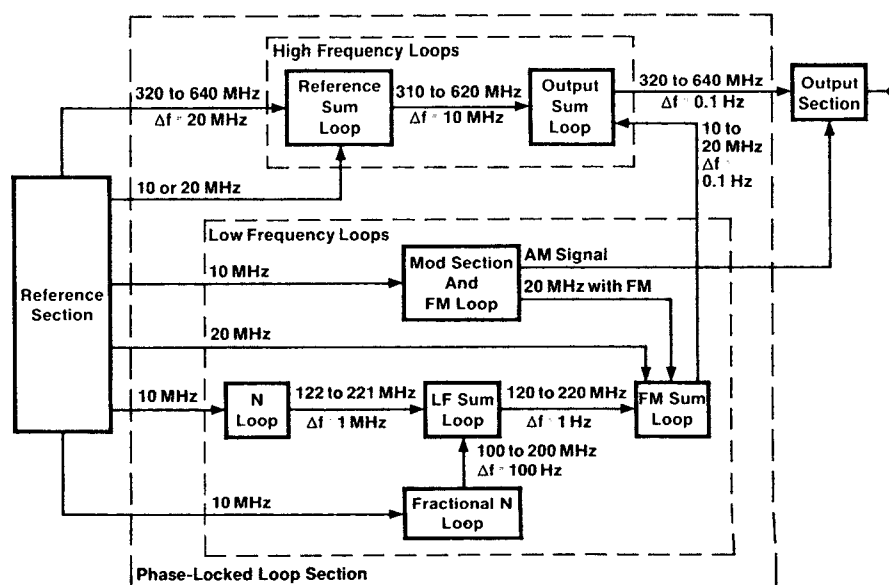 High Frequency Loops
320 to 640 MHz
Δf = 20 MHz
Reference
Sum
Loop
310 to 620 MHz
Δf = 10 MHz
Output
Sum
Loop
320 to 640 MHz
Δf = 0.1 Hz
Output
Section
10 to
20 MHz
Δf =
0.1 Hz
10 or 20 MHz
Low Frequency Loops
Reference
Section
10 MHz
Mod Section
And
FM Loop
AM Signal
20 MHz with FM
20 MHz
10 MHz
N
Loop
122 to 221 MHz
Δf = 1 MHz
LF Sum
Loop
120 to 220 MHz
Δf = 1 Hz
FM Sum
Loop
100 to 200 MHz
Δf = 100 Hz
10 MHz
Fractional N
Loop
Phase-Locked Loop Section